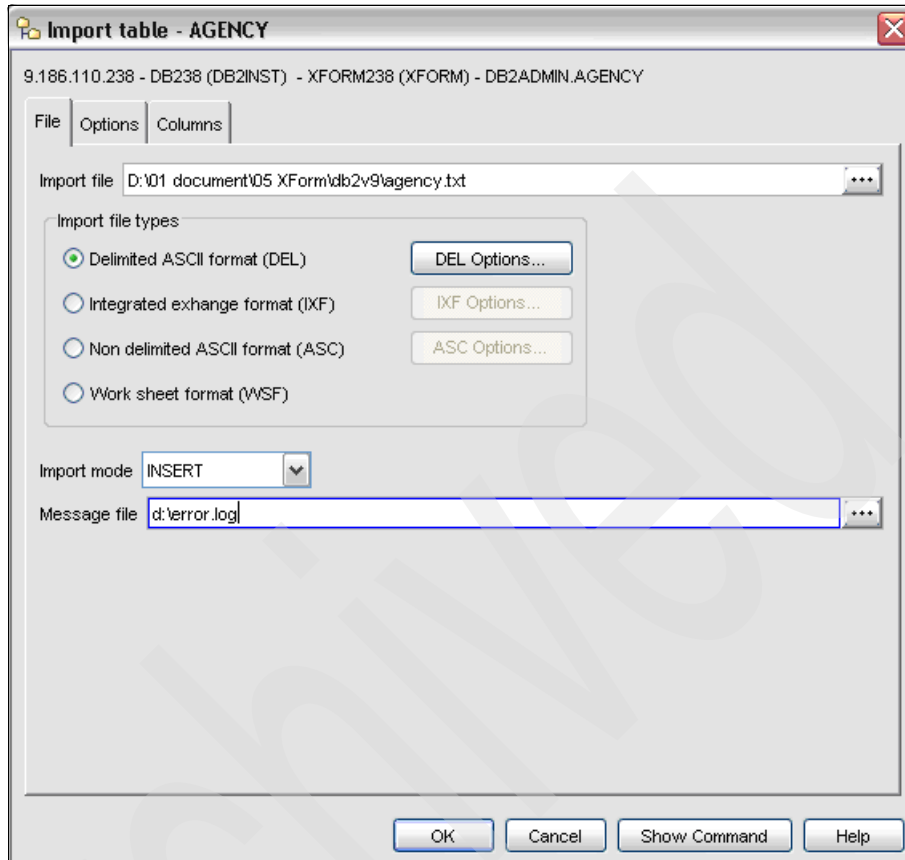 Import table - AGENCY
9.186.110.238 - DB238 (DB2INST) - XFORM238 (XFORM) - DB2ADMIN.AGENCY
File Options Columns
Import file D:\01 document\05 XForm\db2v9\agency.txt ...
Import file types
Delimited ASCII format (DEL) DEL Options...
Integrated exhange format (IXF) IXF Options...
Non delimited ASCII format (ASC) ASC Options...
Work sheet format (WSF)
Import mode INSERT
Message file d:\error.log ...
OK Cancel Show Command Help